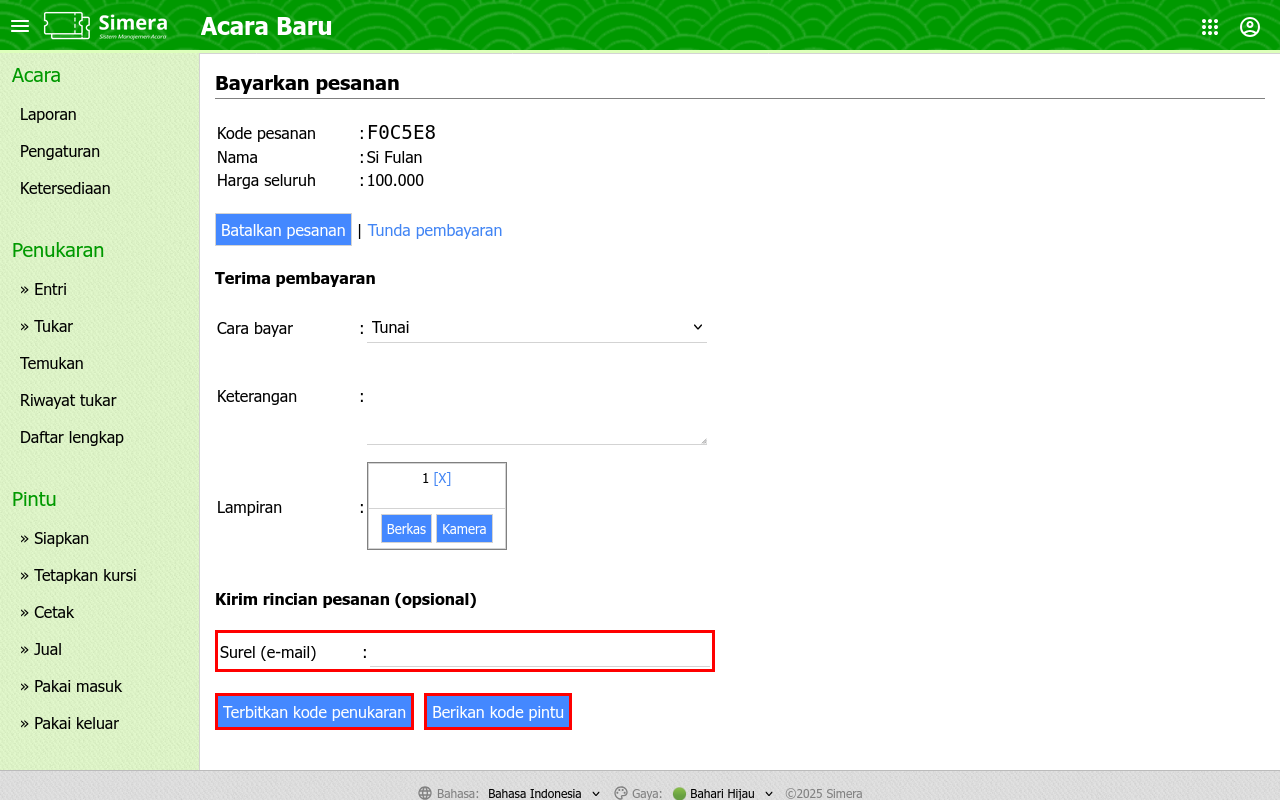 Simera
Sistem Manajemen Acara
Acara Baru
Acara
Laporan
Pengaturan
Ketersediaan
Penukaran
» Entri
» Tukar
Temukan
Riwayat tukar
Daftar lengkap
Pintu
» Siapkan
» Tetapkan kursi
» Cetak
» Jual
» Pakai masuk
» Pakai keluar
Bayarkan pesanan
Kode pesanan : F0C5E8
Nama : Si Fulan
Harga seluruh : 100.000
Batalkan pesanan | Tunda pembayaran
Terima pembayaran
Cara bayar : Tunai
Keterangan :
Lampiran : 1 [X]
Berkas Kamera
Kirim rincian pesanan (opsional)
Surel (e-mail) :
Terbitkan kode penukaran Berikan kode pintu
Bahasa: Bahasa Indonesia Gaya: Bahari Hijau ©2025 Simera